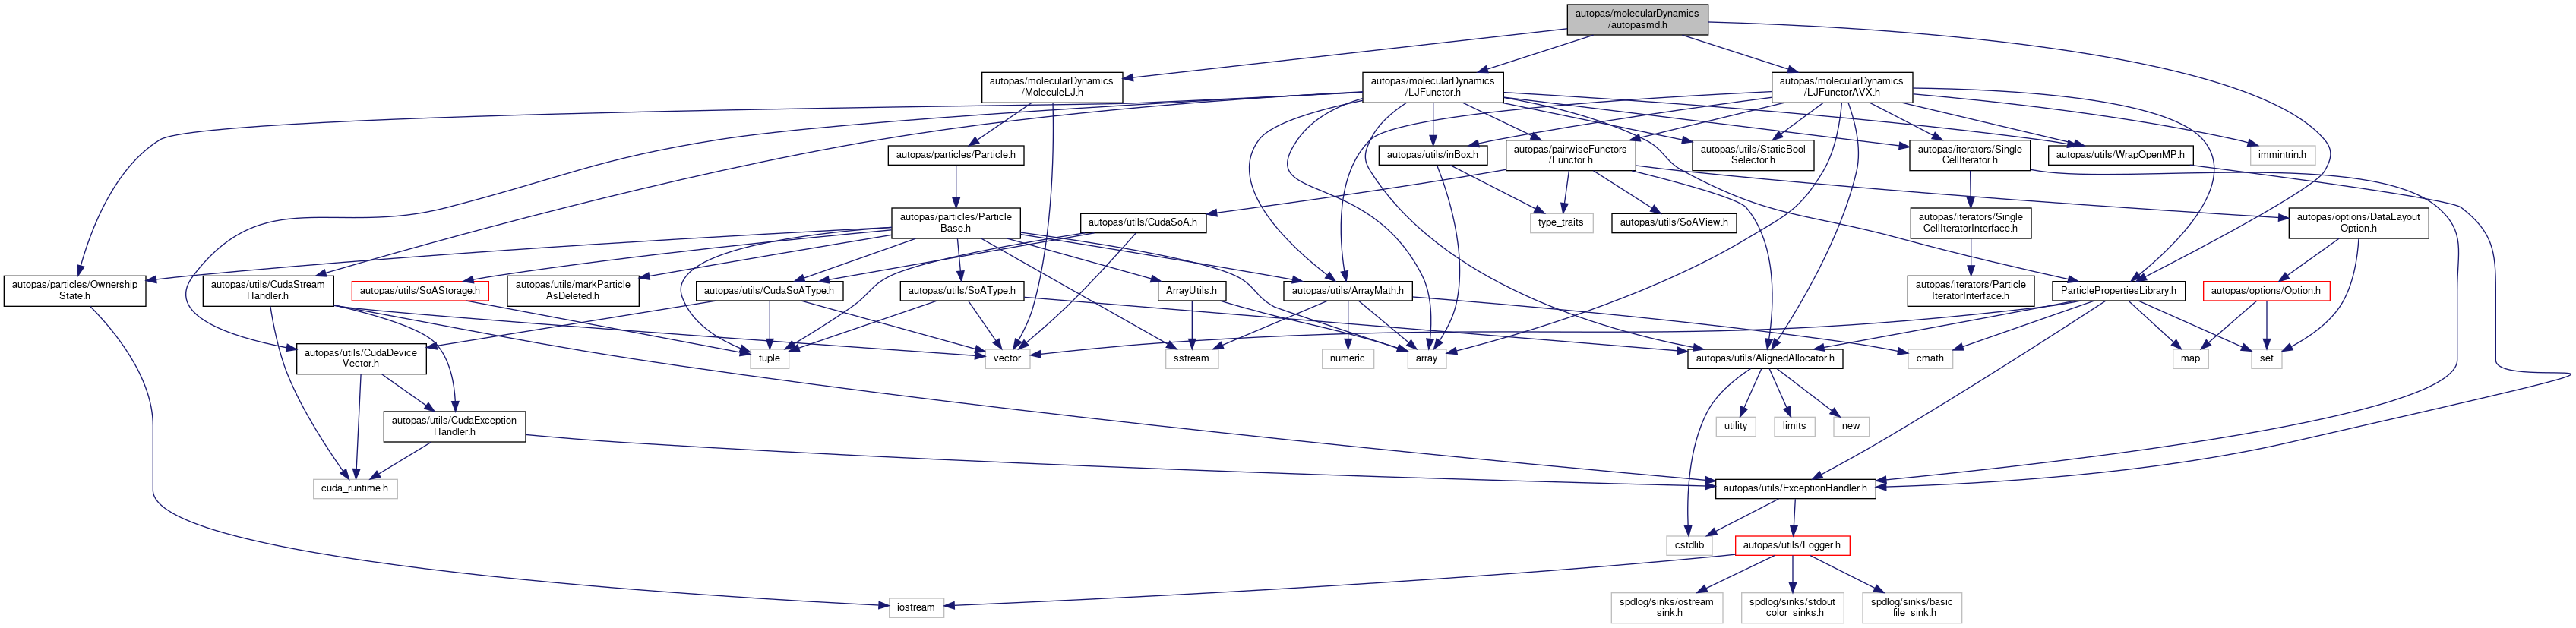 autopas/molecularDynamics
/autopasmd.h
autopas/molecularDynamics
/MoleculeLJ.h
autopas/molecularDynamics
/LJFunctor.h
autopas/molecularDynamics
/LJFunctorAVX.h
autopas/particles/Particle.h
autopas/utils/inBox.h
autopas/pairwiseFunctors
/Functor.h
autopas/utils/StaticBool
Selector.h
autopas/iterators/Single
CellIterator.h
autopas/utils/WrapOpenMP.h
immintrin.h
autopas/particles/Particle
Base.h
autopas/utils/CudaSoA.h
type_traits
autopas/utils/SoAView.h
autopas/iterators/Single
CellIteratorInterface.h
autopas/options/DataLayout
Option.h
autopas/particles/Ownership
State.h
autopas/utils/CudaStream
Handler.h
autopas/utils/SoAStorage.h
autopas/utils/markParticle
AsDeleted.h
autopas/utils/CudaSoAType.h
autopas/utils/SoAType.h
ArrayUtils.h
autopas/utils/ArrayMath.h
autopas/iterators/Particle
IteratorInterface.h
ParticlePropertiesLibrary.h
autopas/options/Option.h
autopas/utils/CudaDevice
Vector.h
tuple
vector
sstream
numeric
array
autopas/utils/AlignedAllocator.h
cmath
map
set
autopas/utils/CudaException
Handler.h
utility
limits
new
cuda_runtime.h
autopas/utils/ExceptionHandler.h
cstdlib
autopas/utils/Logger.h
iostream
spdlog/sinks/ostream
_sink.h
spdlog/sinks/stdout
_color_sinks.h
spdlog/sinks/basic
_file_sink.h